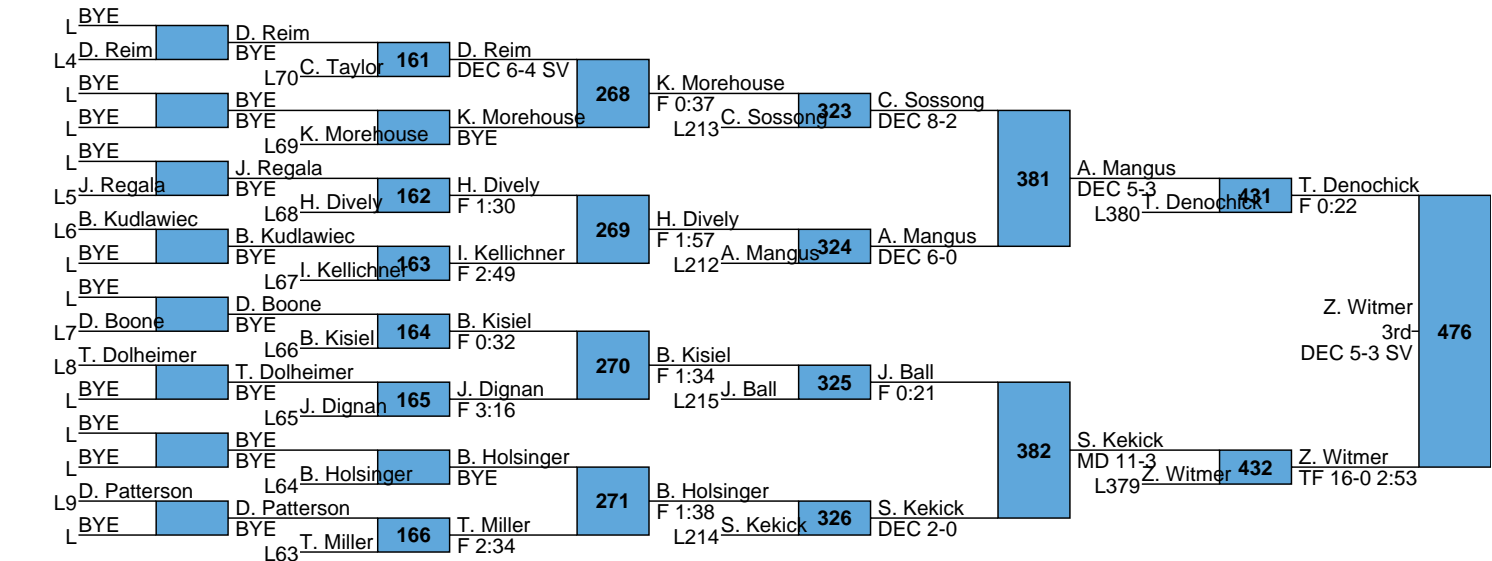 BYE
L
D. Reim
L4
D. Reim
BYE
C. Taylor
L70
161
D. Reim
DEC 6-4 SV
BYE
L
BYE
L
BYE
BYE
K. Morehouse
L69
K. Morehouse
BYE
268
K. Morehouse
F 0:37
C. Sossong
L213
323
C. Sossong
DEC 8-2
BYE
L
J. Regala
L5
J. Regala
BYE
H. Dively
L68
162
H. Dively
F 1:30
B. Kudlawiec
L6
BYE
L
B. Kudlawiec
BYE
I. Kellichner
L67
163
I. Kellichner
F 2:49
269
H. Dively
F 1:57
A. Mangus
L212
324
A. Mangus
DEC 6-0
381
A. Mangus
DEC 5-3
T. Denochick
L380
431
T. Denochick
F 0:22
BYE
L
D. Boone
L7
D. Boone
BYE
B. Kisiel
L66
164
B. Kisiel
F 0:32
T. Dolheimer
L8
BYE
L
T. Dolheimer
BYE
J. Dignan
L65
165
J. Dignan
F 3:16
270
B. Kisiel
F 1:34
J. Ball
L215
325
J. Ball
F 0:21
BYE
L
BYE
L
BYE
BYE
B. Holsinger
L64
B. Holsinger
BYE
D. Patterson
L9
BYE
L
D. Patterson
BYE
T. Miller
L63
166
T. Miller
F 2:34
271
B. Holsinger
F 1:38
S. Kekick
L214
326
S. Kekick
DEC 2-0
382
S. Kekick
MD 11-3
Z. Witmer
L379
432
Z. Witmer
TF 16-0 2:53
Z. Witmer
3rd
DEC 5-3 SV
476